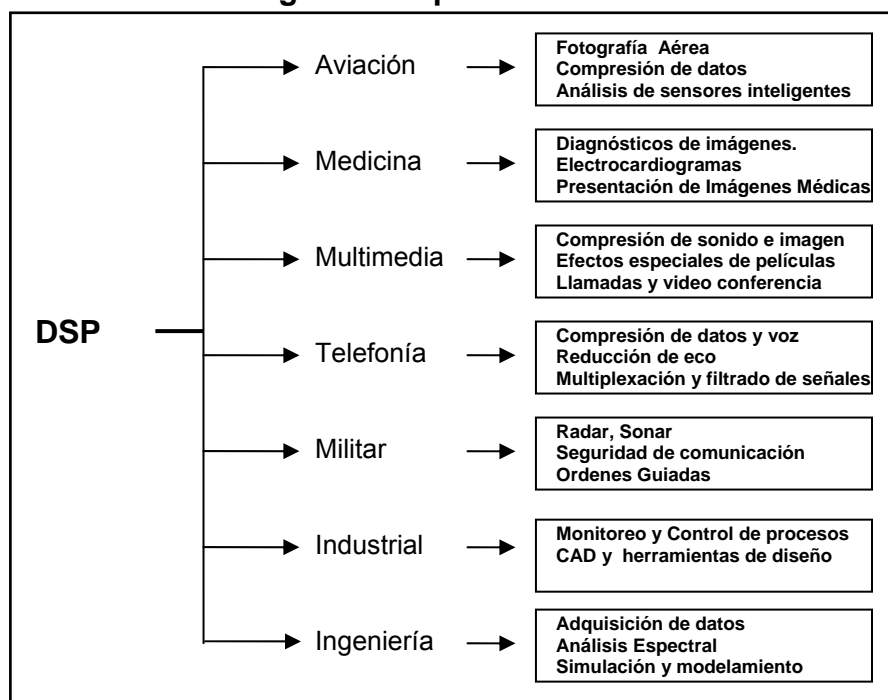 DSP
Aviación
Fotografía Aérea
Compresión de datos
Análisis de sensores inteligentes
Medicina
Diagnósticos de imágenes.
Electrocardiogramas
Presentación de Imágenes Médicas
Multimedia
Compresión de sonido e imagen
Efectos especiales de películas
Llamadas y video conferencia
Telefonía
Compresión de datos y voz
Reducción de eco
Multiplexación y filtrado de señales
Militar
Radar, Sonar
Seguridad de comunicación
Ordenes Guiadas
Industrial
Monitoreo y Control de procesos
CAD y herramientas de diseño
Ingeniería
Adquisición de datos
Análisis Espectral
Simulación y modelamiento